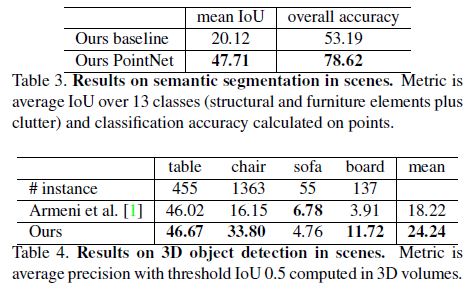 mean IoU overall accuracy
Ours baseline 20.12 53.19
Ours PointNet 47.71 78.62
Table 3. Results on semantic segmentation in scenes. Metric is
average IoU over 13 classes (structural and furniture elements plus
clutter) and classification accuracy calculated on points.
table chair sofa board mean
# instance 455 1363 55 137
Armeni et al. [1] 46.02 16.15 6.78 3.91 18.22
Ours 46.67 33.80 4.76 11.72 24.24
Table 4. Results on 3D object detection in scenes. Metric is
average precision with threshold IoU 0.5 computed in 3D volumes.